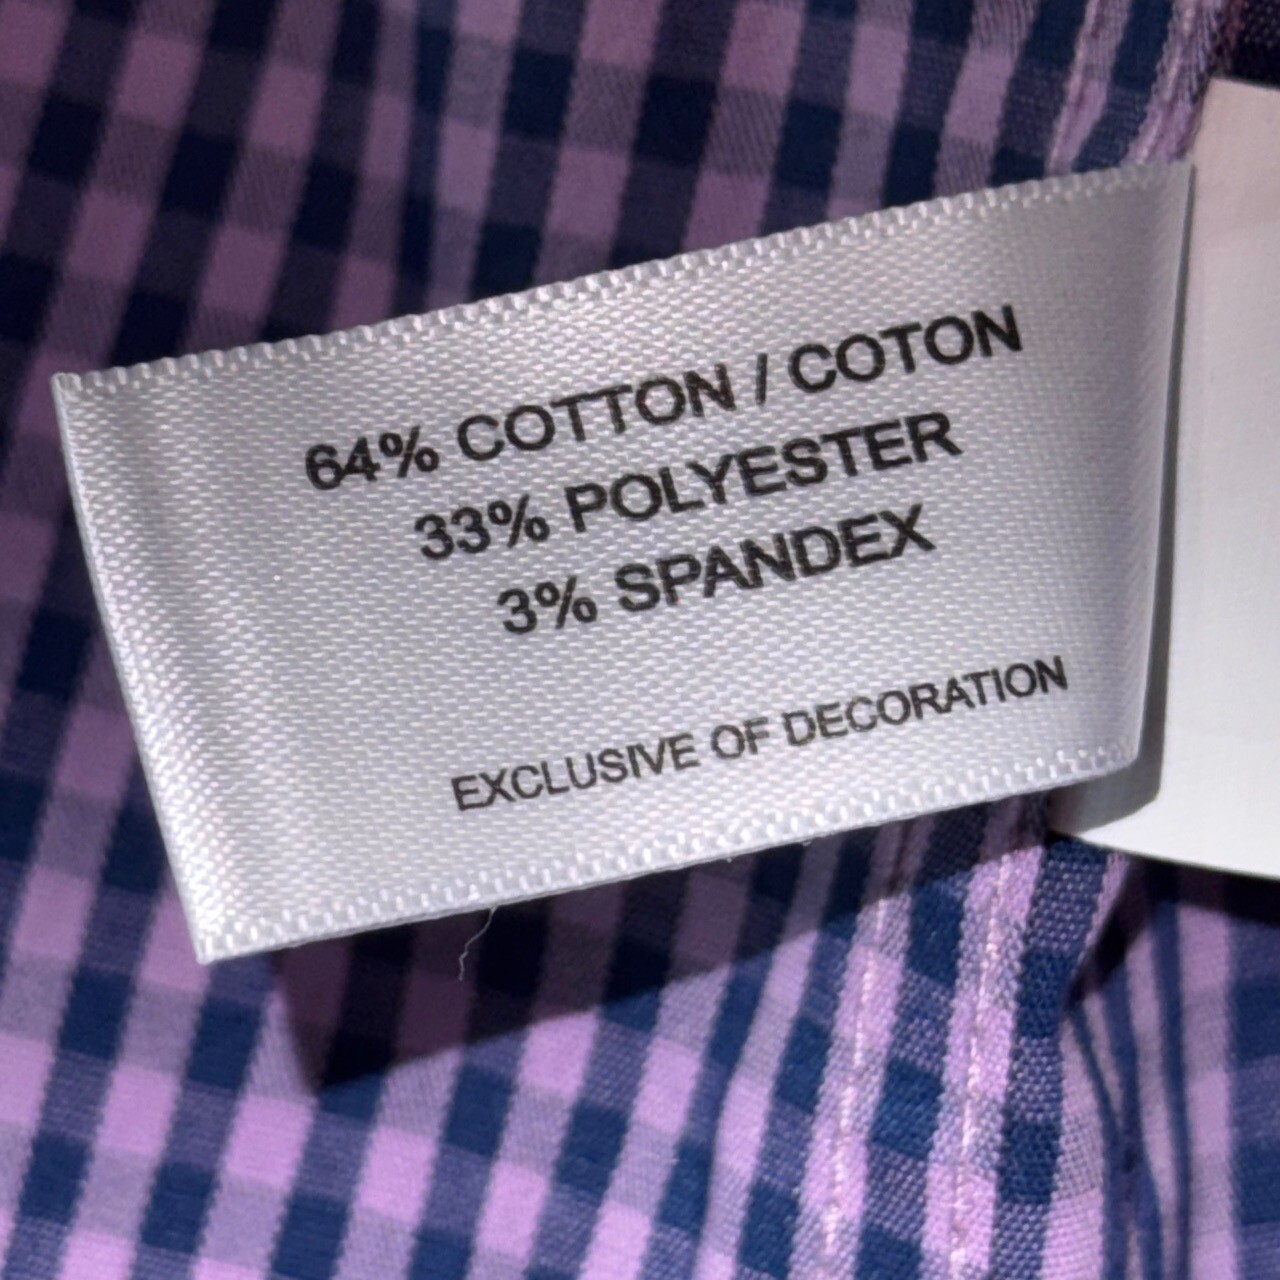 64% COTTON / COTON
33% POLYESTER
3% SPANDEX
EXCLUSIVE OF DECORATION